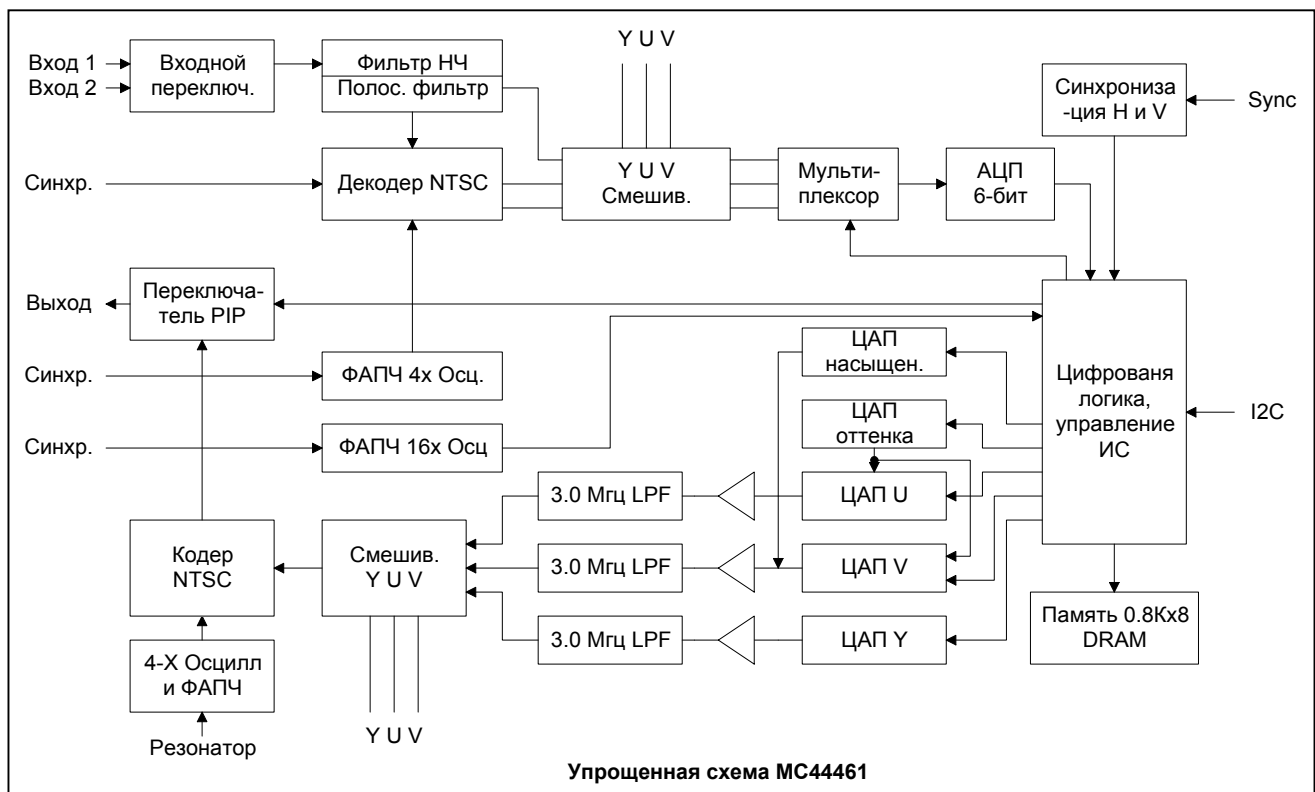 Y U V
Вход 1
Вход 2
Входной
переключ.
Фильтр НЧ
Полос. фильтр
Синхрониза
-ция H и V
Sync
Синхр.
Декодер NTSC
Y U V
Смешив.
Мульти-
плексор
АЦП
6-бит
Выход
Переключа-
тель PIP
ЦАП
насыщен.
Синхр.
ФАПЧ 4x Осц.
Цифрованя
логика,
управление
ИС
I2C
ЦАП
оттенка
Синхр.
ФАПЧ 16x Осц
3.0 Мгц LPF
ЦАП U
Кодер
NTSC
Смешив.
Y U V
3.0 Мгц LPF
ЦАП V
3.0 Мгц LPF
ЦАП Y
Память 0.8Кx8
DRAM
4-X Осцилл
и ФАПЧ
Резонатор
Y U V
Упрощенная схема MC44461